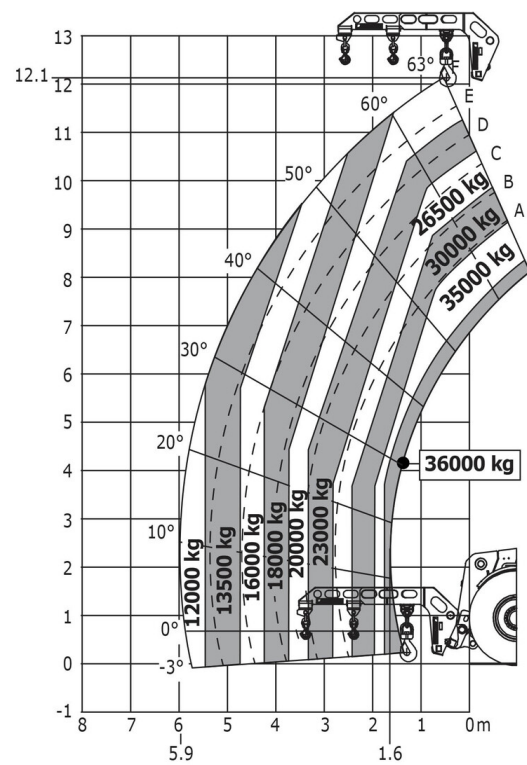 13
12.1
12
11
10
9
8
7
6
5
4
3
2
1
0
-1
63°
F
E
D
C
B
A
60°
50°
40°
30°
20°
10°
0°
-3°
26500 kg
30000 kg
35000 kg
36000 kg
12000 kg
13500 kg
16000 kg
18000 kg
20000 kg
23000 kg
8 7 6 5 4 3 2 1 0 m
5.9 1.6